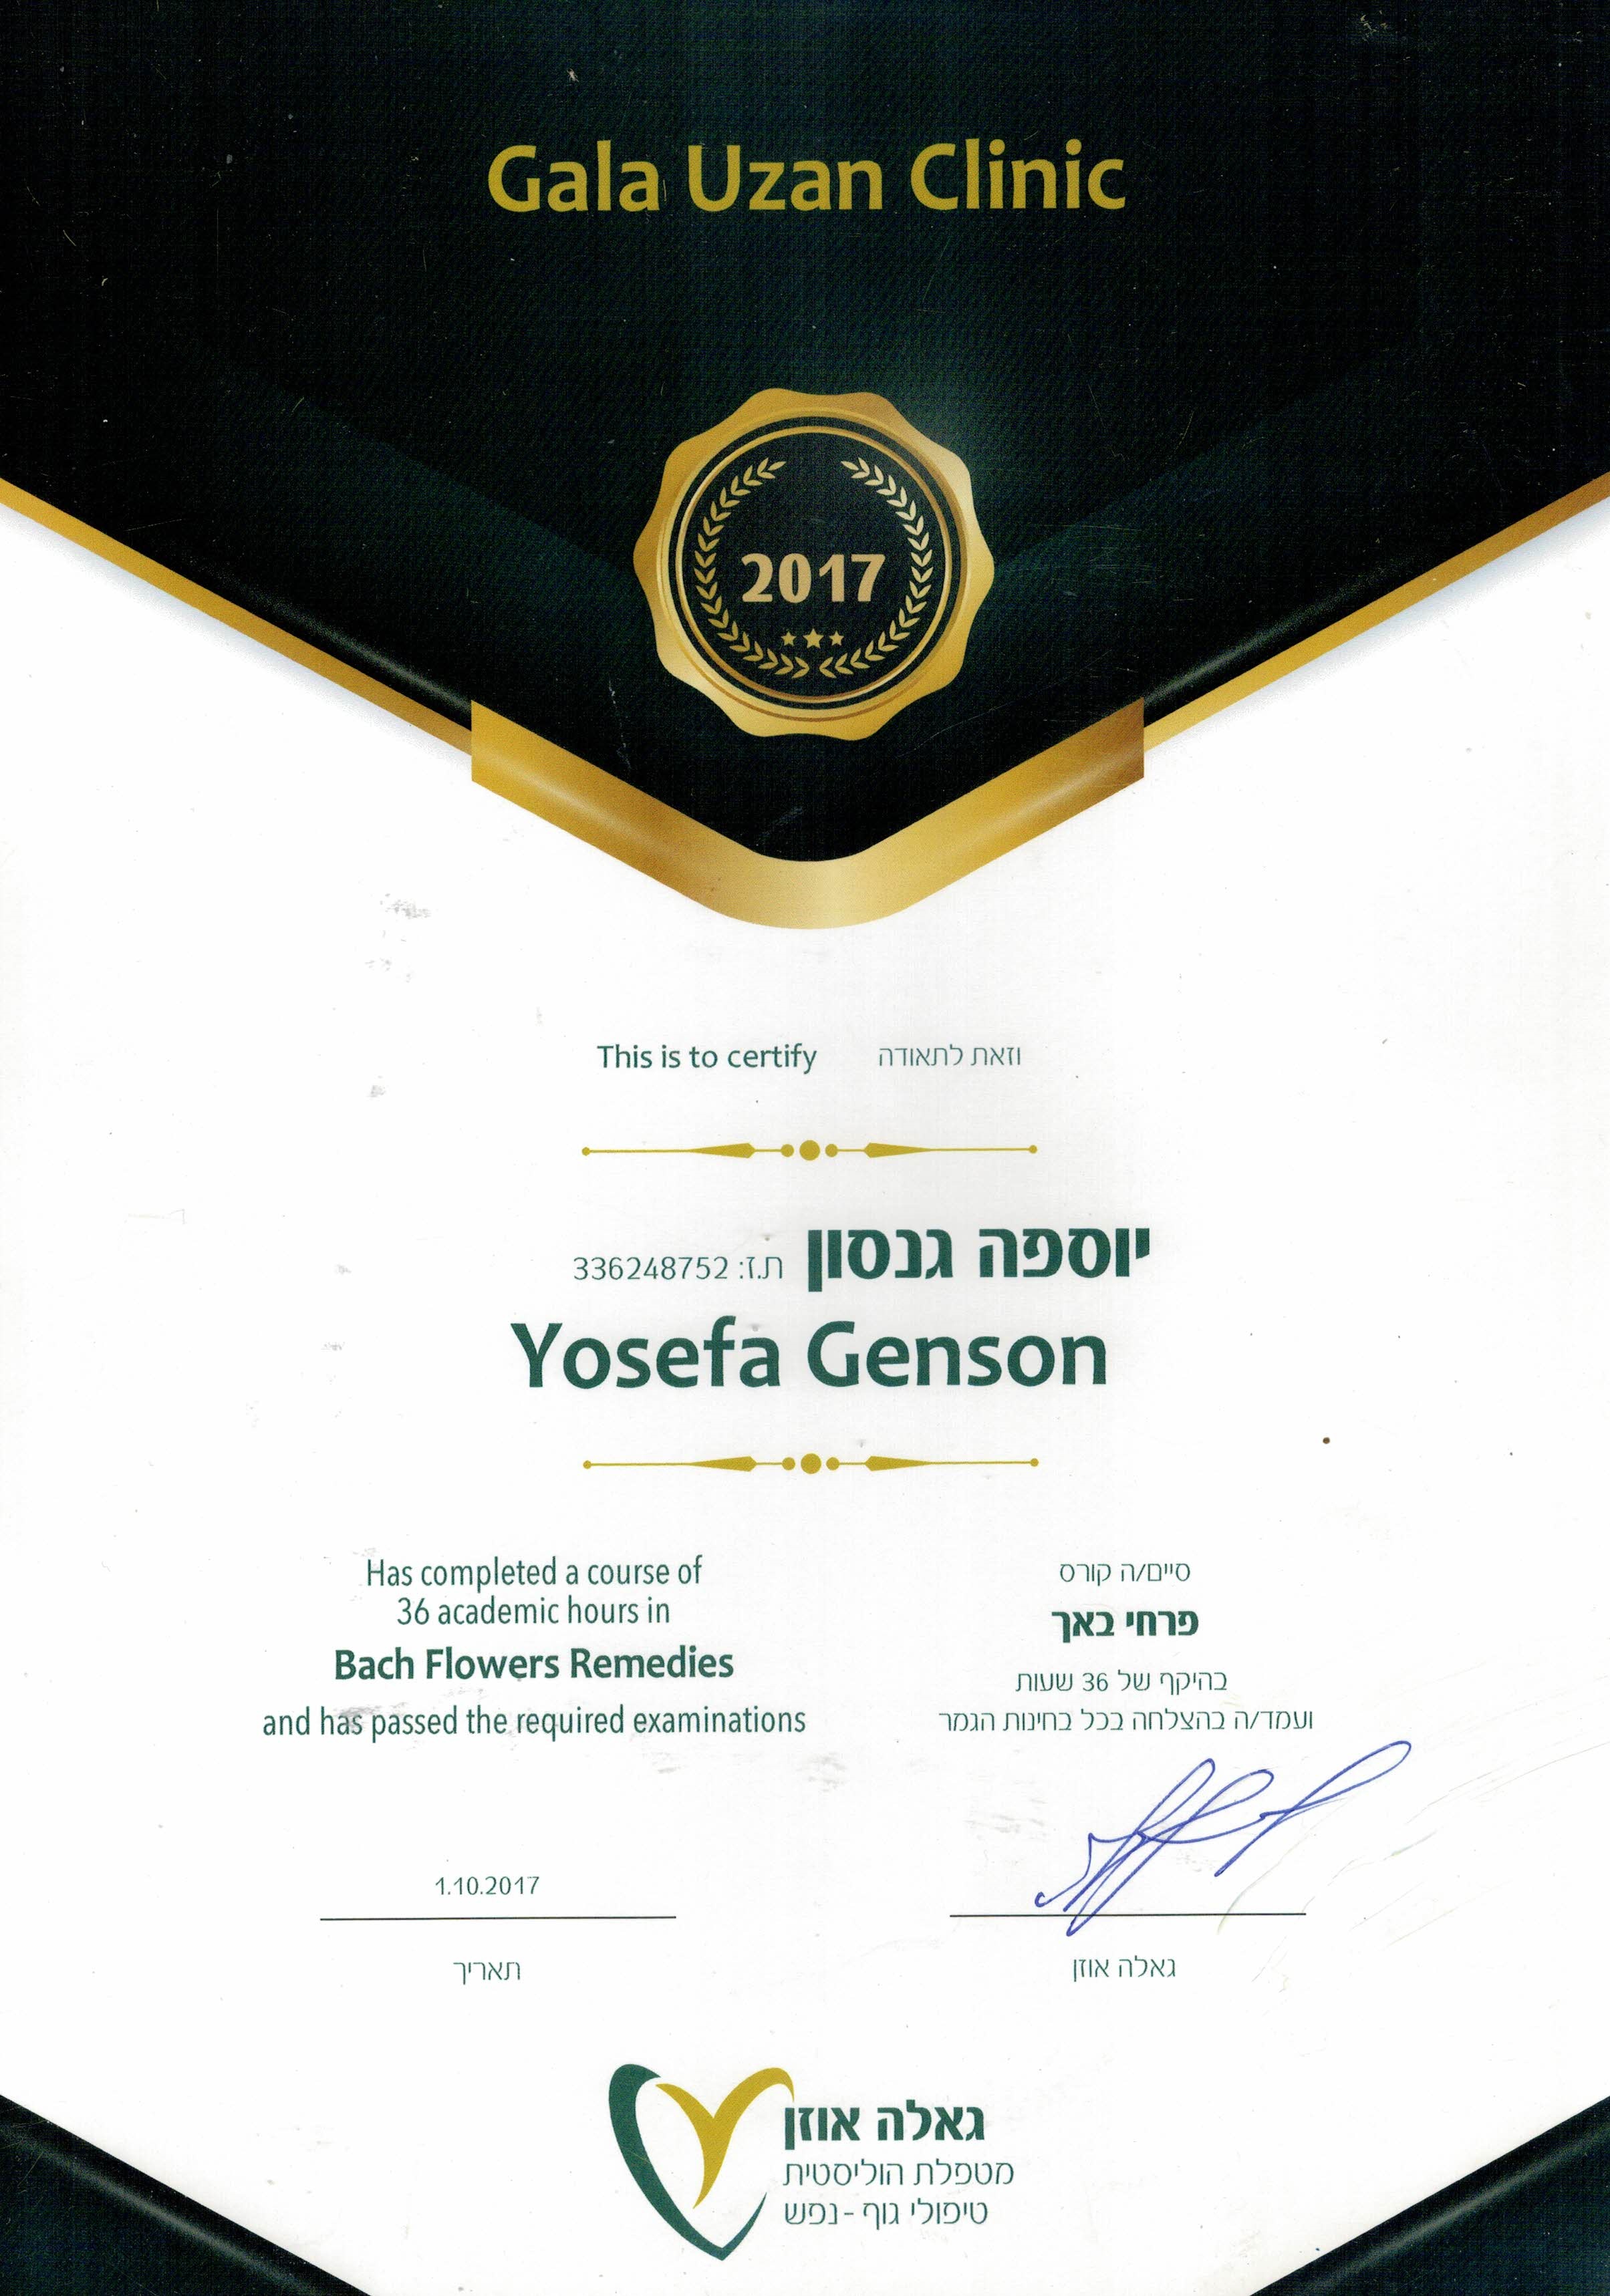 Gala Uzan Clinic
2017
This is to certify וזאת לתאודה
יוספה גנסון ת.ז: 336248752
Yosefa Genson
Has completed a course of
36 academic hours in
Bach Flowers Remedies
and has passed the required examinations
סיים/ה קורס
פרחי באך
בהיקף של 36 שעות
ועמד/ה בהצלחה בכל בחינות הגמר
1.10.2017
תאריך
גאלה אוזן
גאלה אוזן
מטפלת הוליסטית
טיפולי גוף -נפש